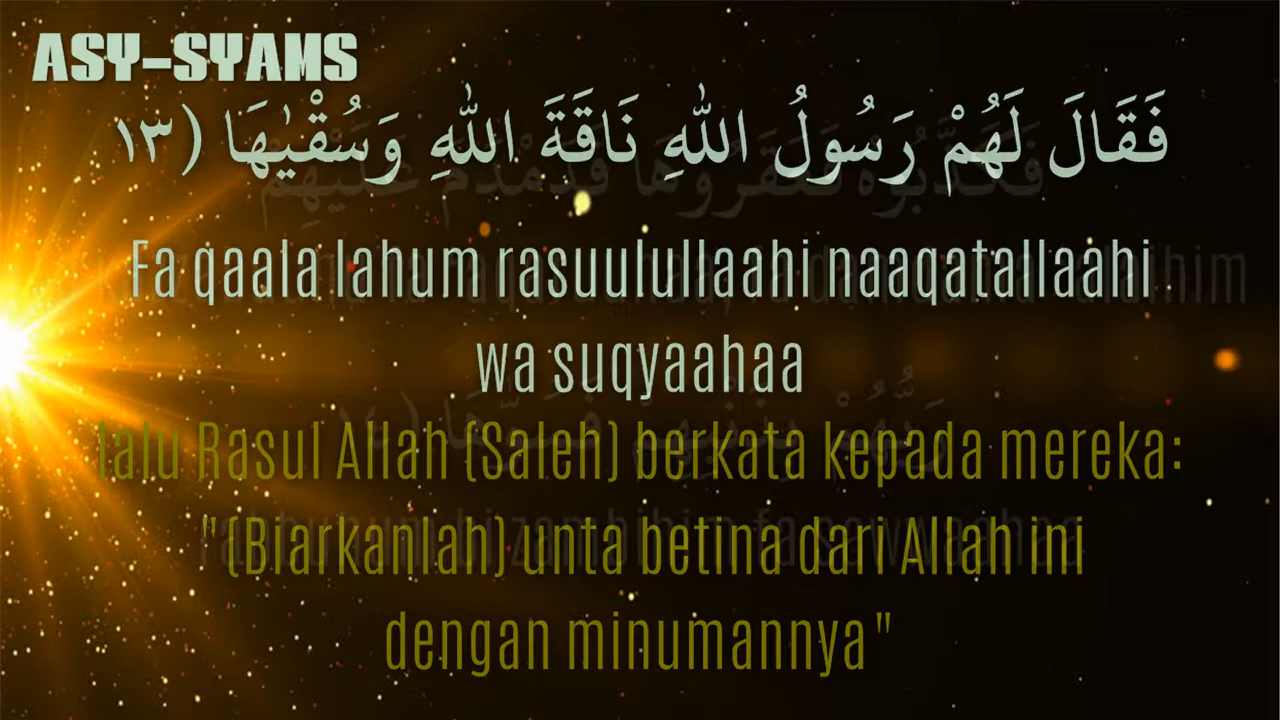 ASY-SYAMS
فَقَالَ لَهُمْ رَسُولُ اللّٰهِ نَاقَةَ اللّٰهِ وَسُقْيٰهَا (١٣
Fa qaala lahum rasuulullaahi naaqatallaahi
wa suqyaahaa
lalu Rasul Allah (Saleh) berkata kepada mereka:
"(Biarkanlah) unta betina dari Allah ini
dengan minumannya"